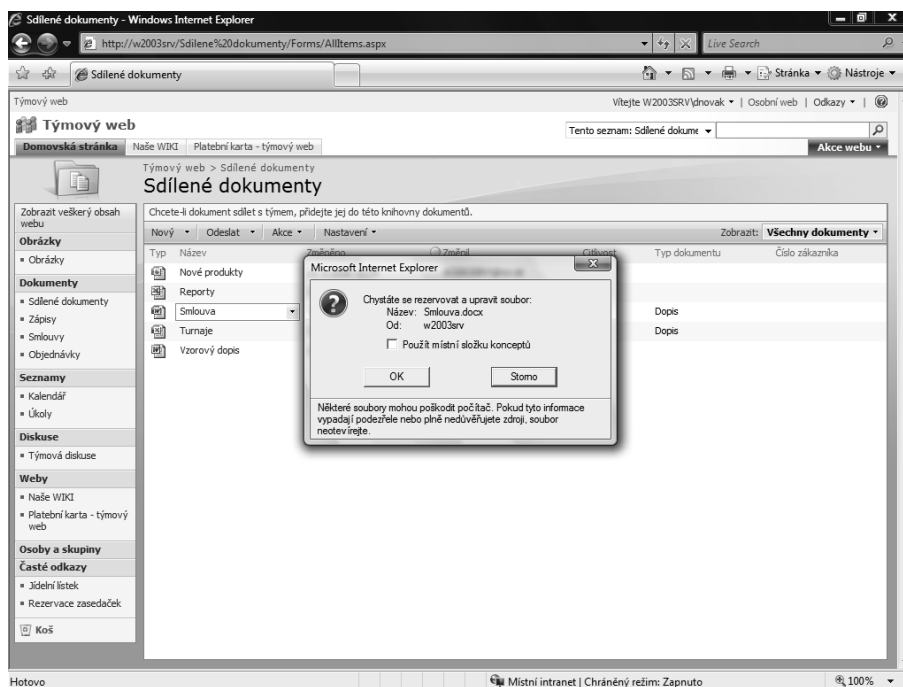 Sdílené dokumenty - Windows Internet Explorer
http://w2003srv/Sdilene%20dokumenty/Forms/AllItems.aspx
Live Search
Sdílené dokumenty
Stránka
Nástroje
Týmový web
Vítejte W2003SRV\dnovak
Osobní web
Odkazy
Týmový web
Tento seznam: Sdílené dokume
Domovská stránka
Naše WIKI
Platební karta - týmový web
Akce webu
Týmový web > Sdílené dokumenty
Sdílené dokumenty
Zobrazit veškerý obsah
webu
Obrázky
Obrázky
Dokumenty
Sdílené dokumenty
Zápisy
Smlouvy
Objednávky
Seznamy
Kalendář
Úkoly
Diskuse
Týmová diskuse
Weby
Naše WIKI
Platební karta - týmový
web
Osoby a skupiny
Časté odkazy
Jídelní lístek
Rezervace zasedaček
Koš
Chcete-li dokument sdílet s týmem, přidejte jej do této knihovny dokumentů.
Nový
Odeslat
Akce
Nastavení
Zobrazit: Všechny dokumenty
Typ
Název
Změněno
Změnil
Citlivost
Typ dokumentu
Číslo zákazníka
Nové produkty
Reporty
Smlouva
Dopis
Turnaje
Dopis
Vzorový dopis
Microsoft Internet Explorer
Chystáte se rezervovat a upravit soubor:
Název: Smlouva.docx
Od: w2003srv
Použít místní složku konceptů
OK
Storno
Některé soubory mohou poškodit počítač. Pokud tyto informace
vypadají podezřele nebo plně nedůvěřujete zdroji, soubor
neotevírejte.
Hotovo
Místní intranet | Chráněný režim: Zapnuto
100%